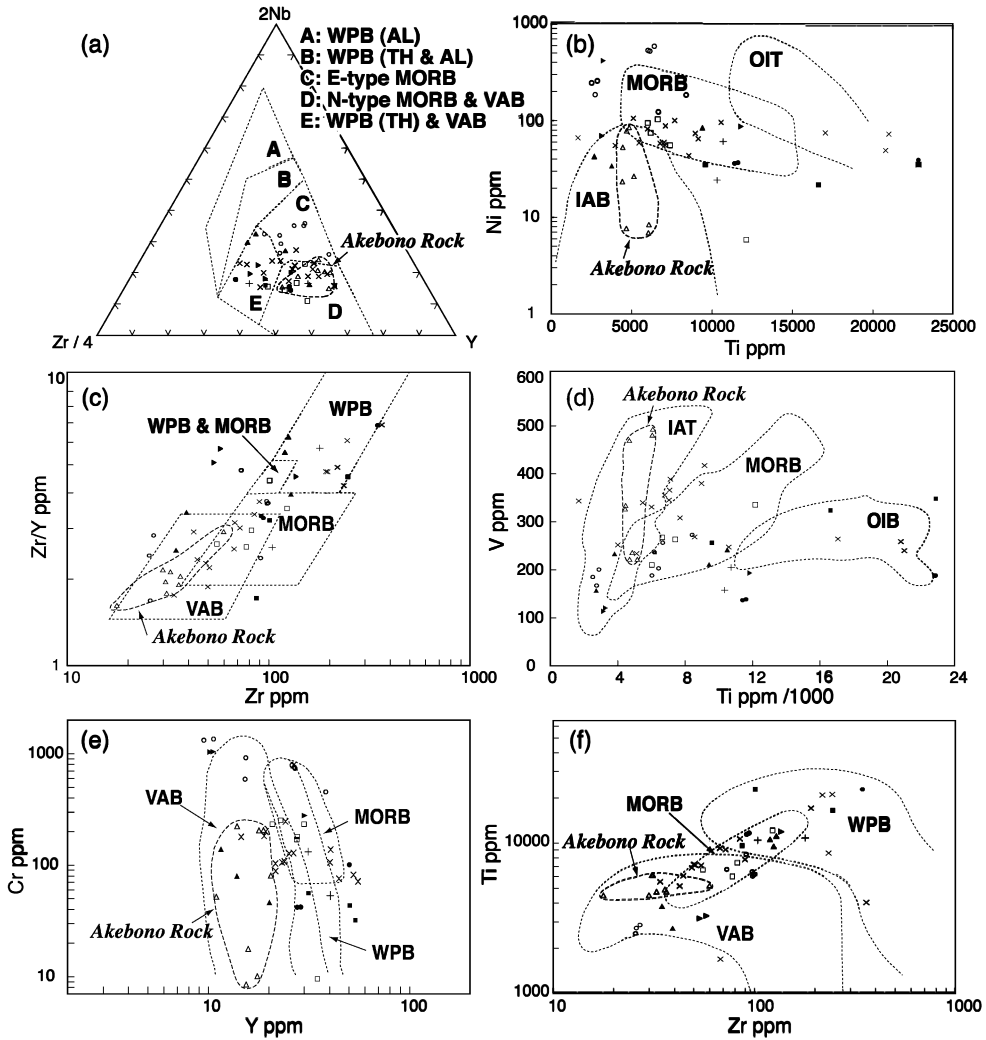 (a)
2Nb
A: WPB (AL)
B: WPB (TH & AL)
C: E-type MORB
D: N-type MORB & VAB
E: WPB (TH) & VAB
A
B
C
Akebono Rock
E
D
Zr / 4
Y
(b)
1000
100
10
1
Ni ppm
OIT
MORB
IAB
Akebono Rock
0
5000
10000
15000
20000
25000
Ti ppm
(c)
10
1
Zr/Y ppm
WPB
WPB & MORB
MORB
VAB
Akebono Rock
10
100
1000
Zr ppm
(d)
600
500
400
300
200
100
0
V ppm
Akebono Rock
IAT
MORB
OIB
0
4
8
12
16
20
24
Ti ppm /1000
(e)
1000
100
10
Cr ppm
VAB
MORB
Akebono Rock
WPB
10
100
Y ppm
(f)
10000
1000
Ti ppm
MORB
WPB
Akebono Rock
VAB
10
100
1000
Zr ppm